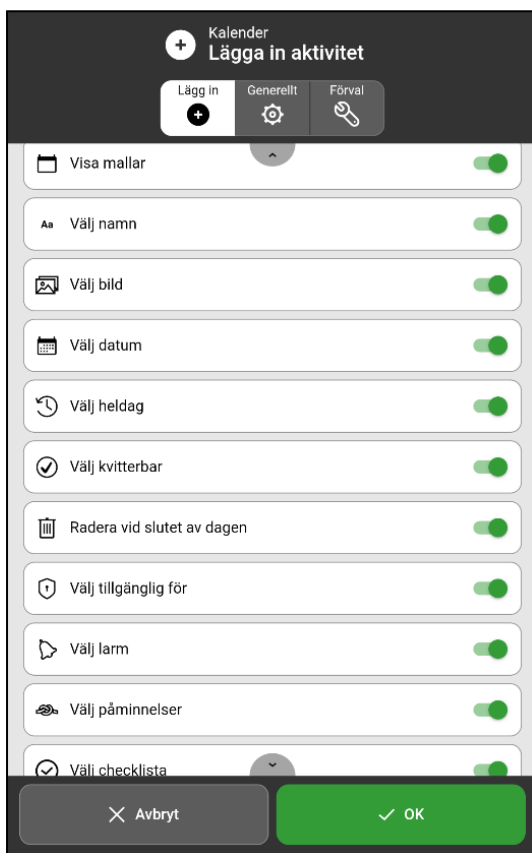 Kalender
Lägga in aktivitet
Lägg in
Generellt
Förval
Visa mallar
Aa Välj namn
Välj bild
Välj datum
Välj heldag
Välj kvitterbar
Radera vid slutet av dagen
Välj tillgänglig för
Välj larm
Välj påminnelser
Välj checklista
Avbryt
OK